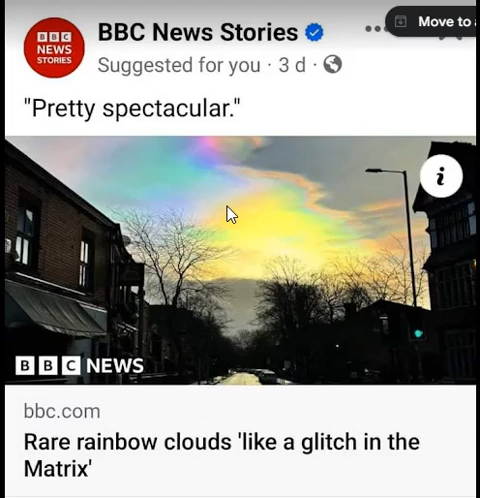 BBC NEWS STORIES
BBC News Stories
Move to
Suggested for you · 3 d ·
"Pretty spectacular."
i
BBC NEWS
bbc.com
Rare rainbow clouds 'like a glitch in the
Matrix'